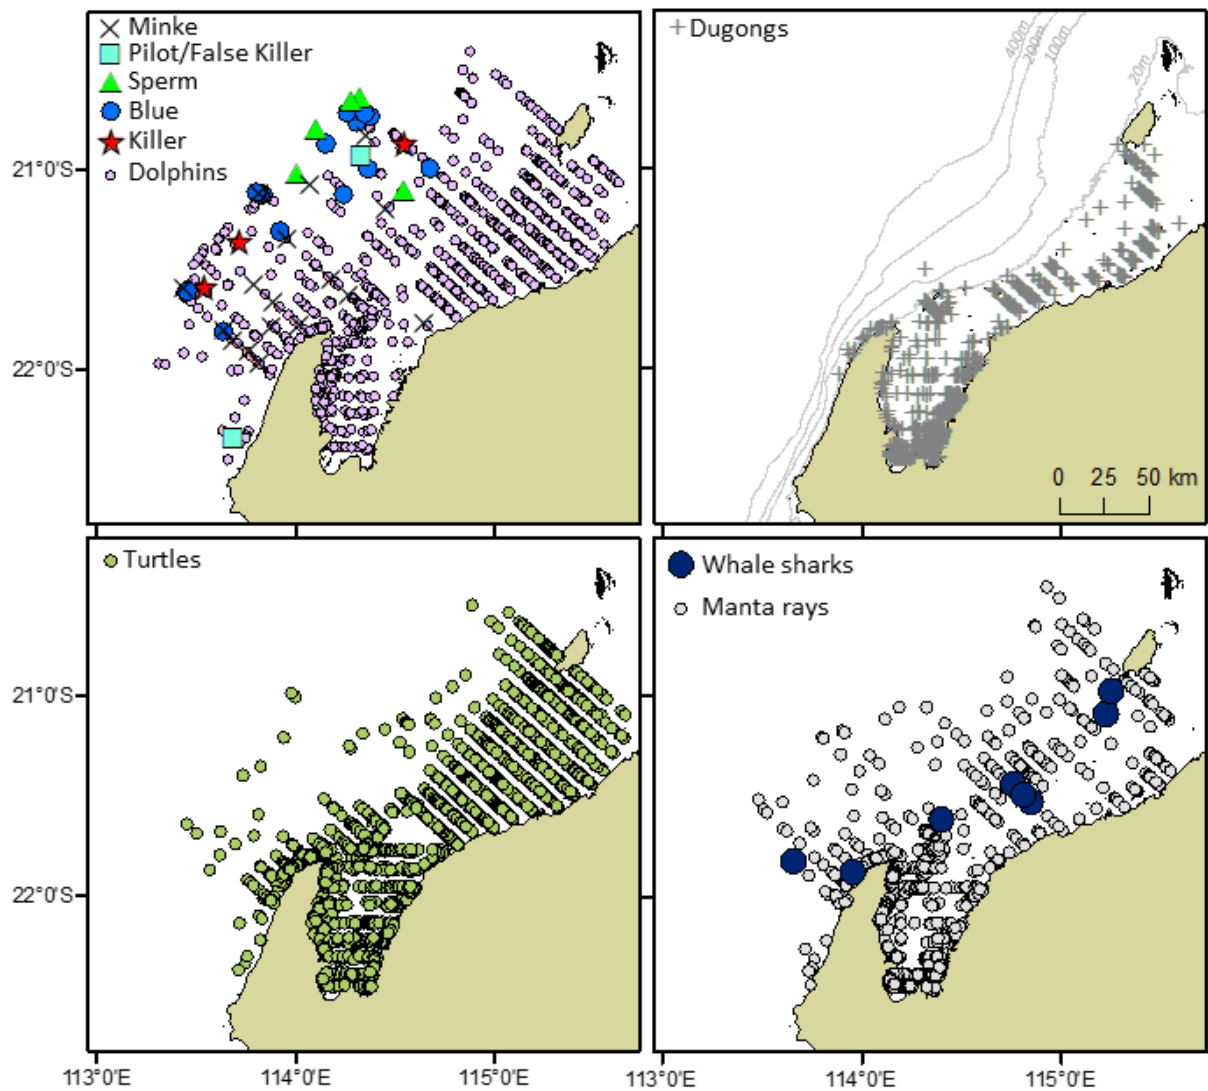 Minke
Pilot/False Killer
Sperm
Blue
Killer
Dolphins
Dugongs
400m
200m
100m
20m
0 25 50 km
21°0'S
22°0'S
Turtles
Whale sharks
Manta rays
21°0'S
22°0'S
113°0'E 114°0'E 115°0'E 113°0'E 114°0'E 115°0'E